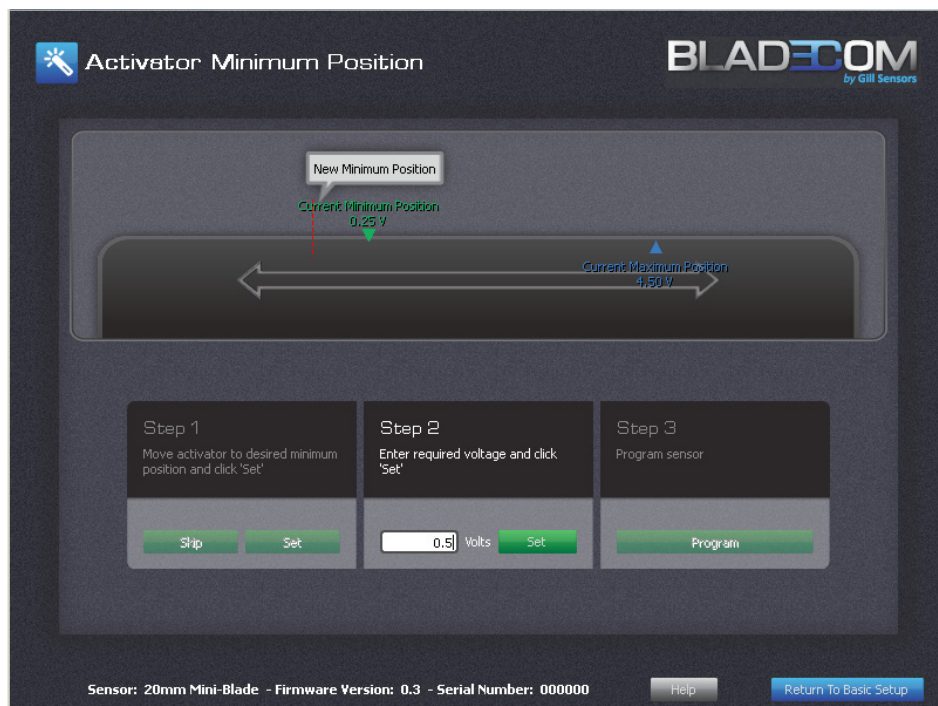 Activator Minimum Position
BLADECOM
by Gill Sensors
New Minimum Position
Current Minimum Position
0.25 V
Current Maximum Position
4.50 V
Step 1
Move activator to desired minimum
position and click 'Set'
Skip
Set
Step 2
Enter required voltage and click
'Set'
0.5
Volts
Set
Step 3
Program sensor
Program
Sensor: 20mm Mini-Blade - Firmware Version: 0.3 - Serial Number: 000000
Help
Return To Basic Setup